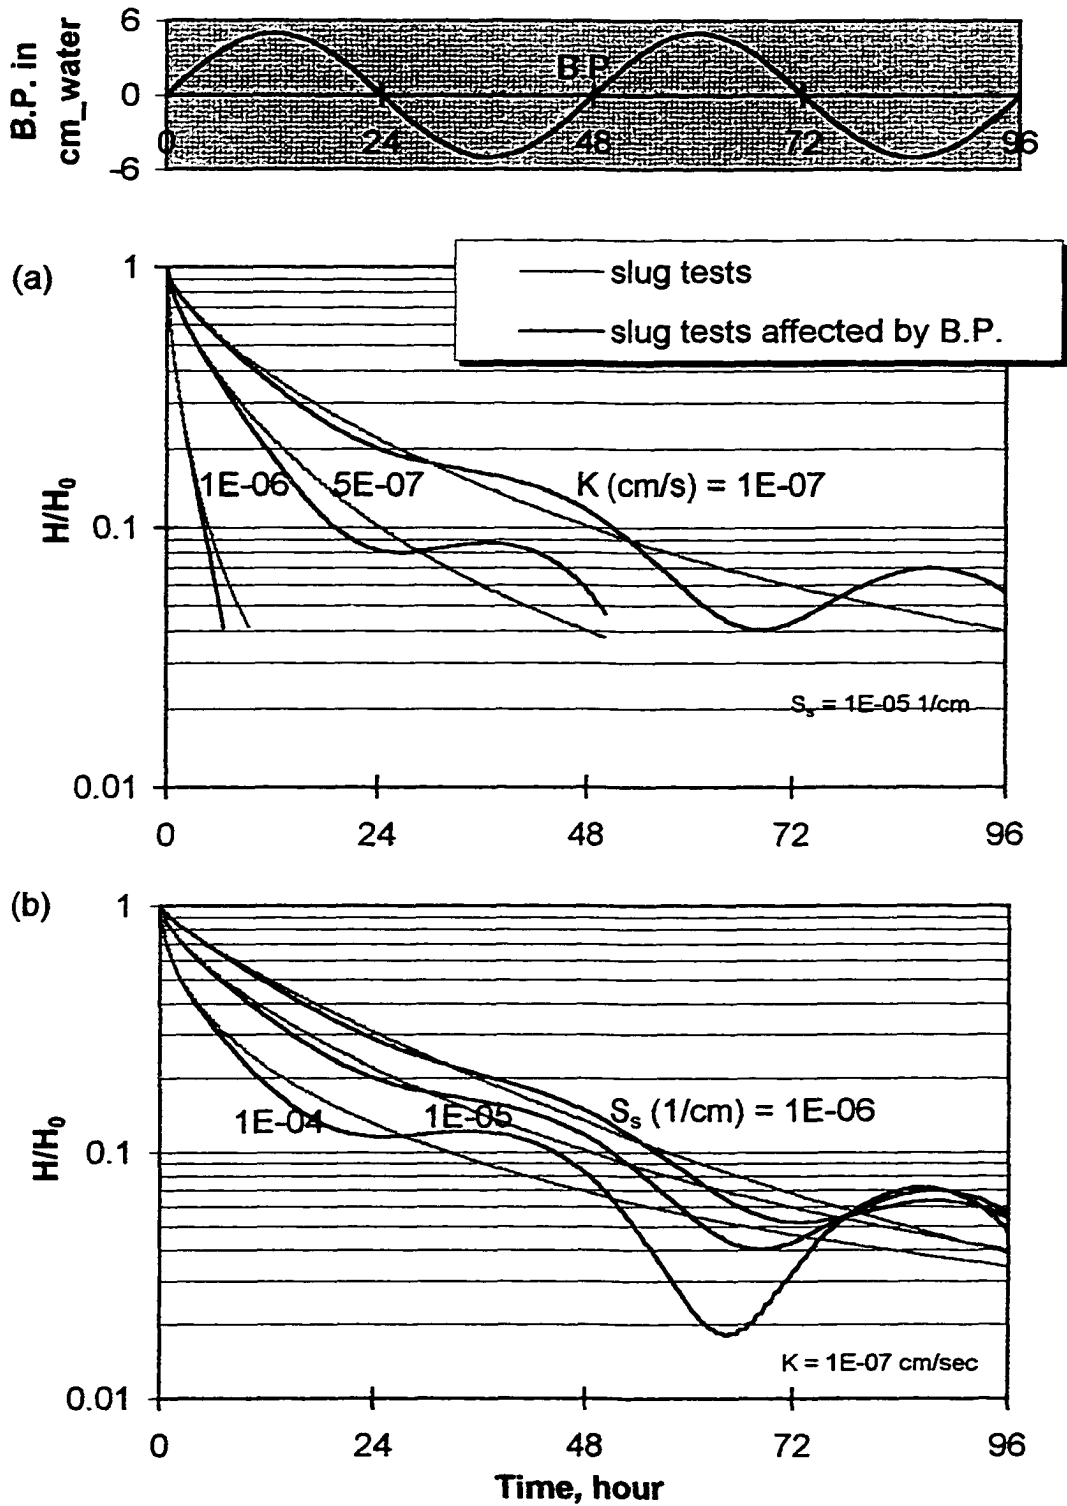 B.P. in
cm_water
6
0
-6
B.P.
0
24
48
72
96
(a)
slug tests
slug tests affected by B.P.
H/H₀
1
0.1
0.01
1E-06
5E-07
K (cm/s) = 1E-07
Sₛ = 1E-05 1/cm
0
24
48
72
96
(b)
H/H₀
1
0.1
0.01
1E-04
1E-05
Sₛ (1/cm) = 1E-06
K = 1E-07 cm/sec
0
24
48
72
96
Time, hour